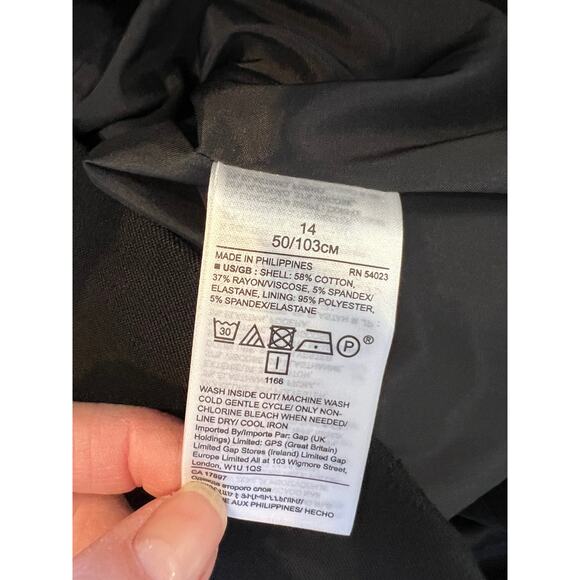 14
50/103CM
MADE IN PHILIPPINES RN 54023
■ US/GB : SHELL: 58% COTTON,
37% RAYON/VISCOSE, 5% SPANDEX/
ELASTANE, LINING: 95% POLYESTER,
5% SPANDEX/ELASTANE
30 P ®
1166
WASH INSIDE OUT/ MACHINE WASH
COLD GENTLE CYCLE/ ONLY NON-
CHLORINE BLEACH WHEN NEEDED/
LINE DRY/ COOL IRON
Imported By/Importe Par: Gap (UK
Holdings) Limited: GPS (Great Britain)
Limited Gap Stores (Ireland) Limited Gap
Europe Limited All at 103 Wigmore Street,
London, W1U 1QS
CA 17897
Одежда второго слоя
AUX PHILIPPINES/ HECHO